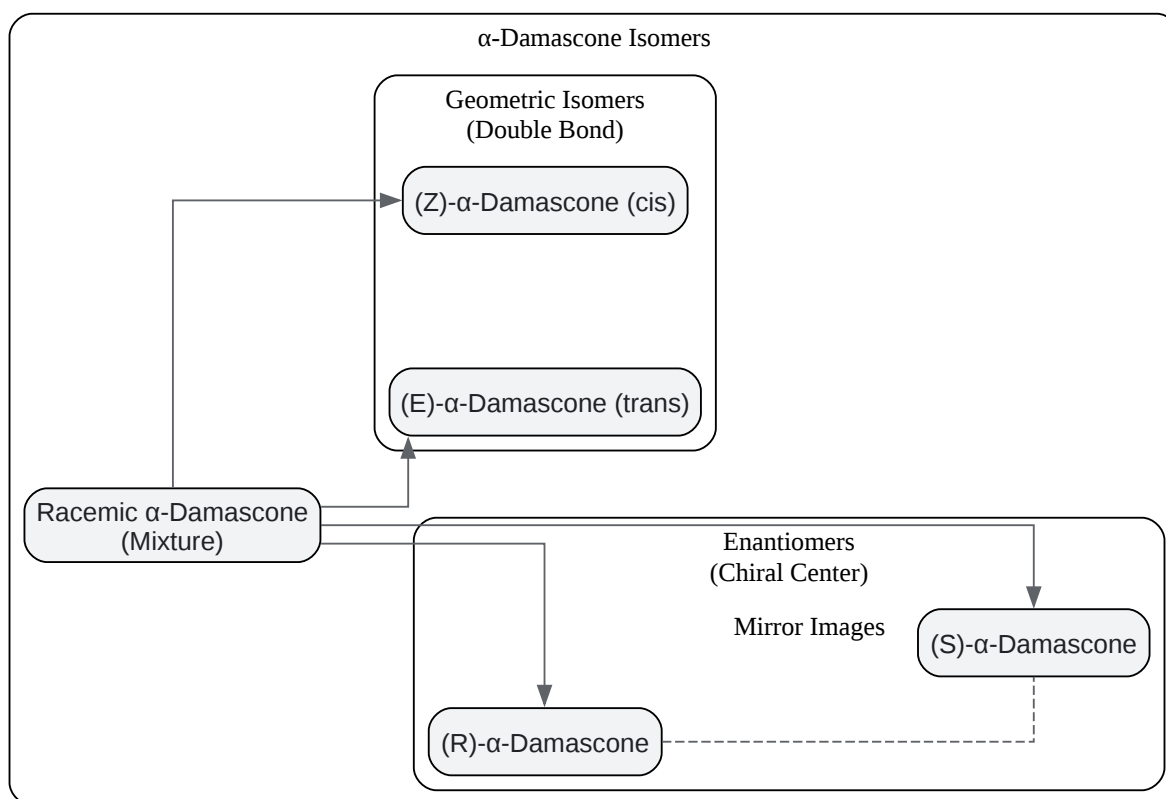 α-Damascone Isomers
Geometric Isomers
(Double Bond)
(Z)-α-Damascone (cis)
(E)-α-Damascone (trans)
Racemic α-Damascone
(Mixture)
Enantiomers
(Chiral Center)
Mirror Images
(S)-α-Damascone
(R)-α-Damascone